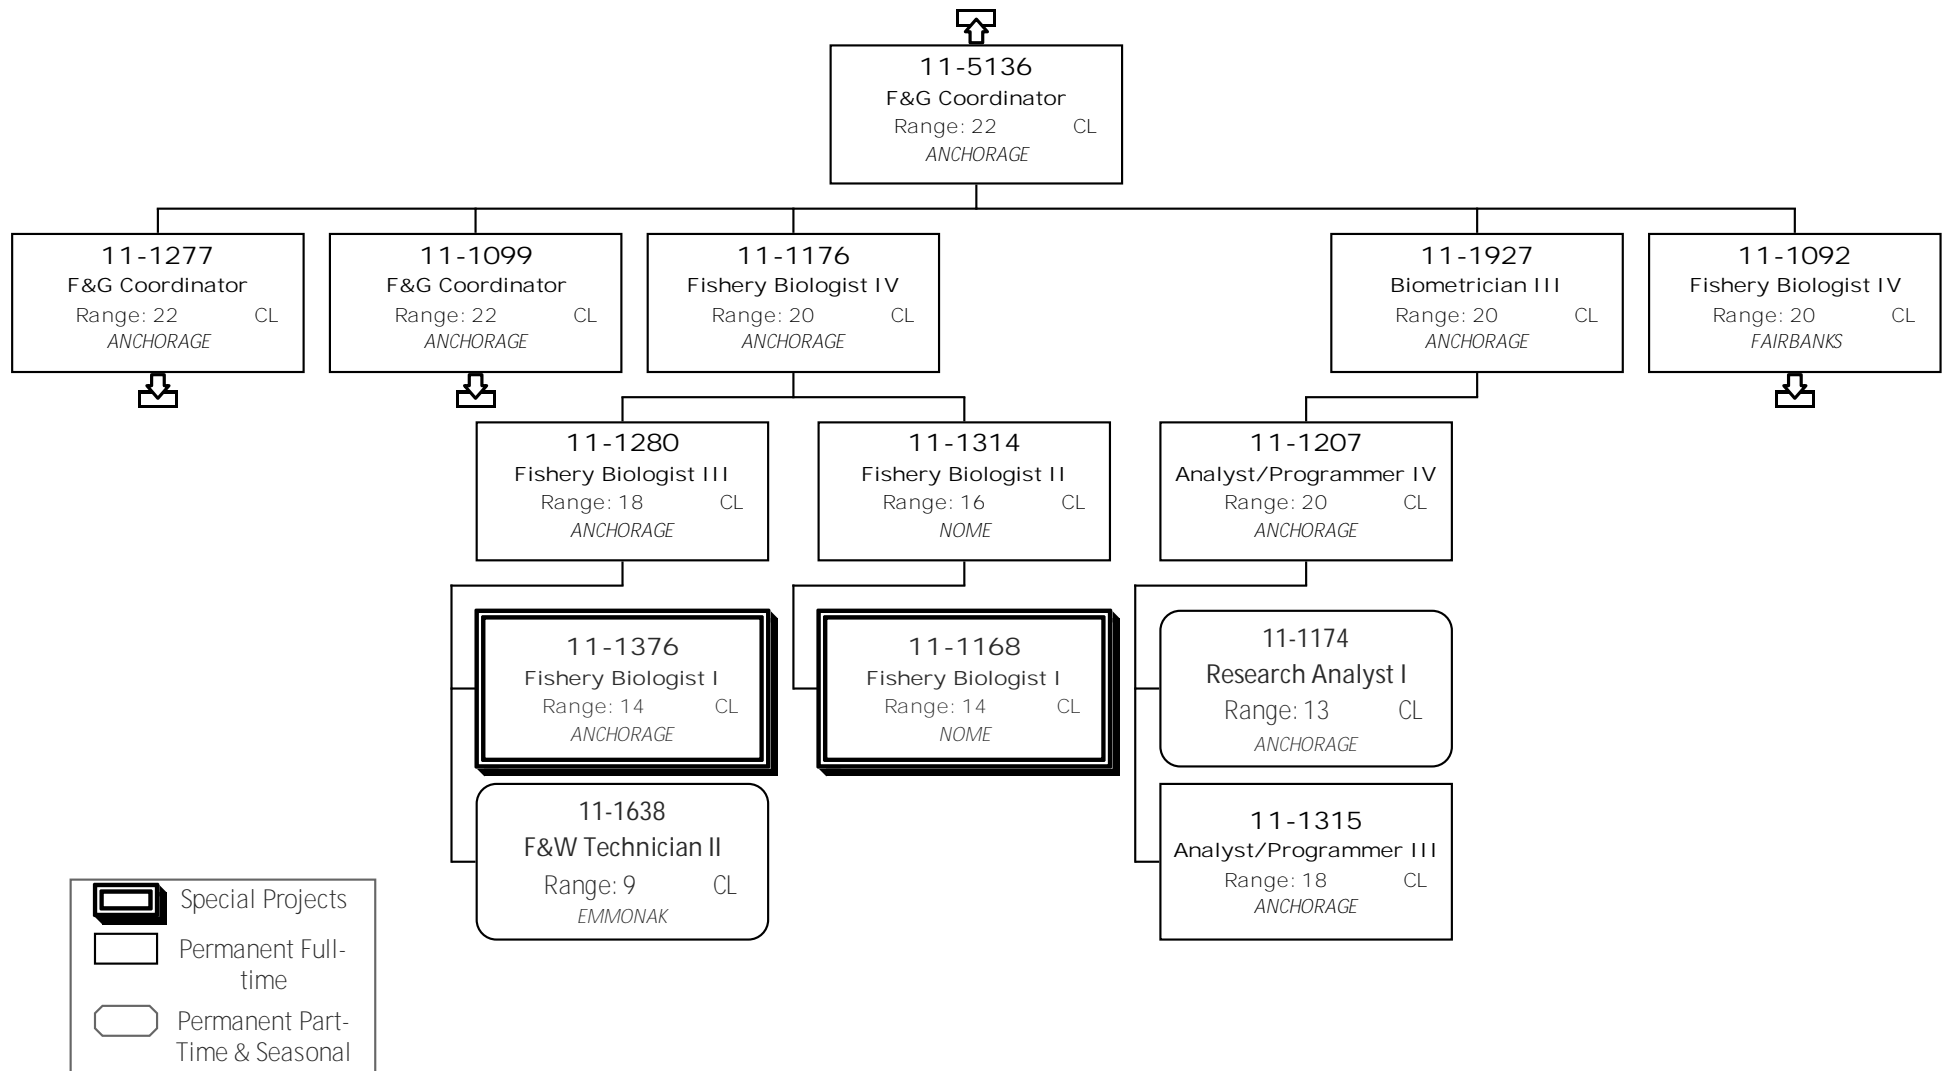 11-5136
F&G Coordinator
Range: 22 CL
ANCHORAGE
11-1277
F&G Coordinator
Range: 22 CL
ANCHORAGE
11-1099
F&G Coordinator
Range: 22 CL
ANCHORAGE
11-1176
Fishery Biologist IV
Range: 20 CL
ANCHORAGE
11-1927
Biometrician III
Range: 20 CL
ANCHORAGE
11-1092
Fishery Biologist IV
Range: 20 CL
FAIRBANKS
11-1280
Fishery Biologist III
Range: 18 CL
ANCHORAGE
11-1314
Fishery Biologist II
Range: 16 CL
NOME
11-1207
Analyst/Programmer IV
Range: 20 CL
ANCHORAGE
11-1376
Fishery Biologist I
Range: 14 CL
ANCHORAGE
11-1168
Fishery Biologist I
Range: 14 CL
NOME
11-1174
Research Analyst I
Range: 13 CL
ANCHORAGE
11-1638
F&W Technician II
Range: 9 CL
EMMONAK
11-1315
Analyst/Programmer III
Range: 18 CL
ANCHORAGE
Special Projects
Permanent Full-
time
Permanent Part-
Time & Seasonal